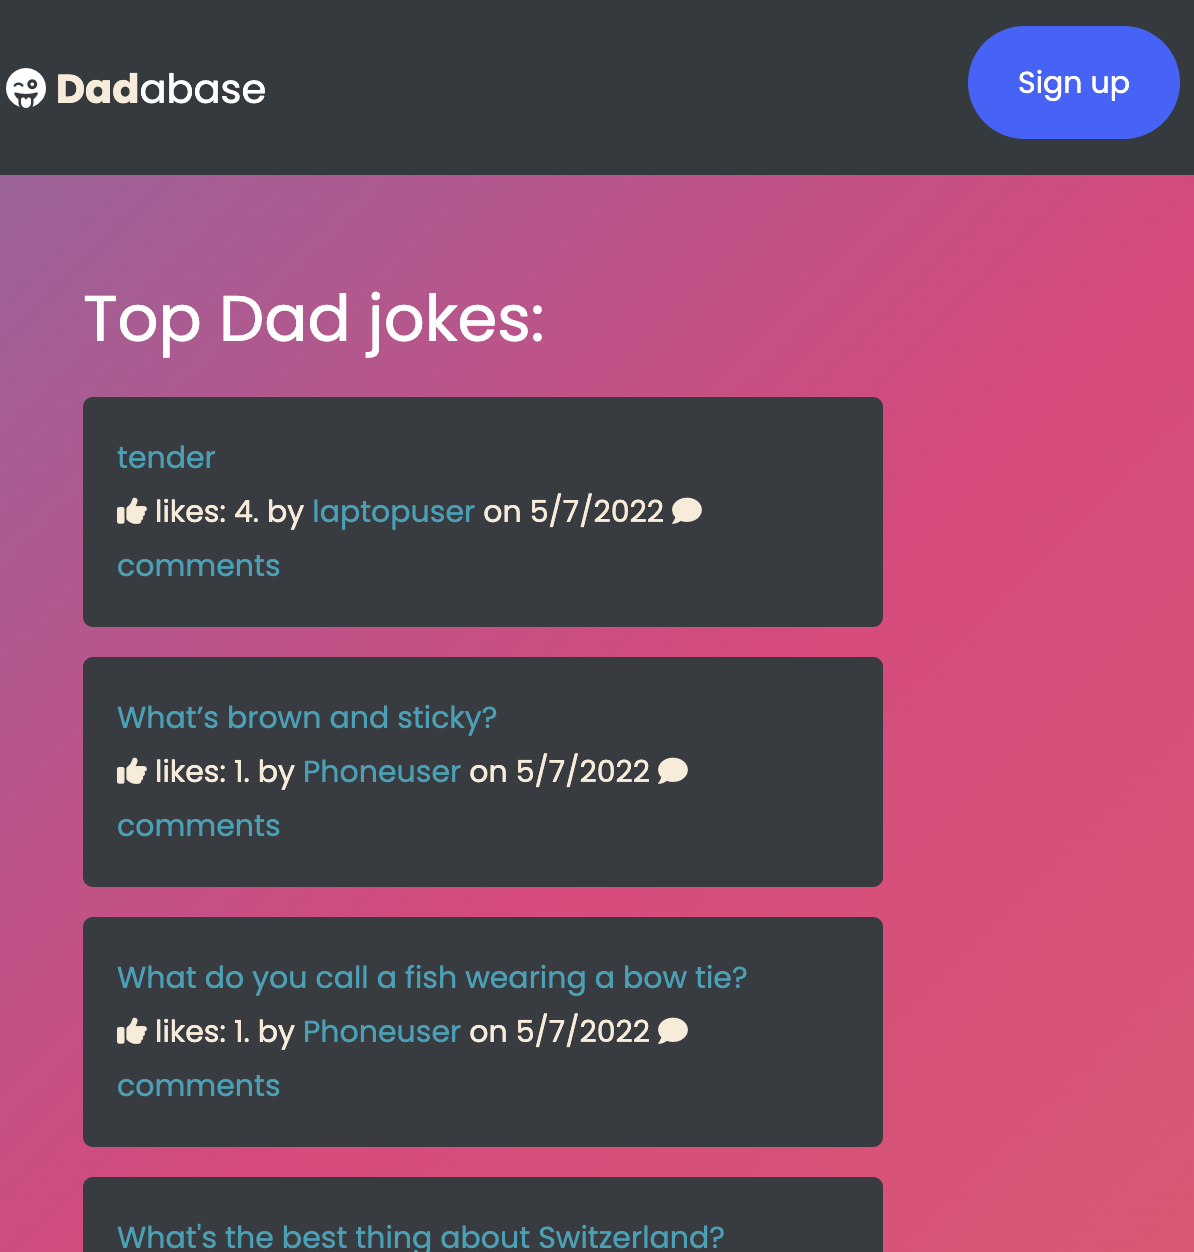 Dadabase
Sign up
Top Dad jokes:
tender
likes: 4. by laptopuser on 5/7/2022
comments
What’s brown and sticky?
likes: 1. by Phoneuser on 5/7/2022
comments
What do you call a fish wearing a bow tie?
likes: 1. by Phoneuser on 5/7/2022
comments
What's the best thing about Switzerland?